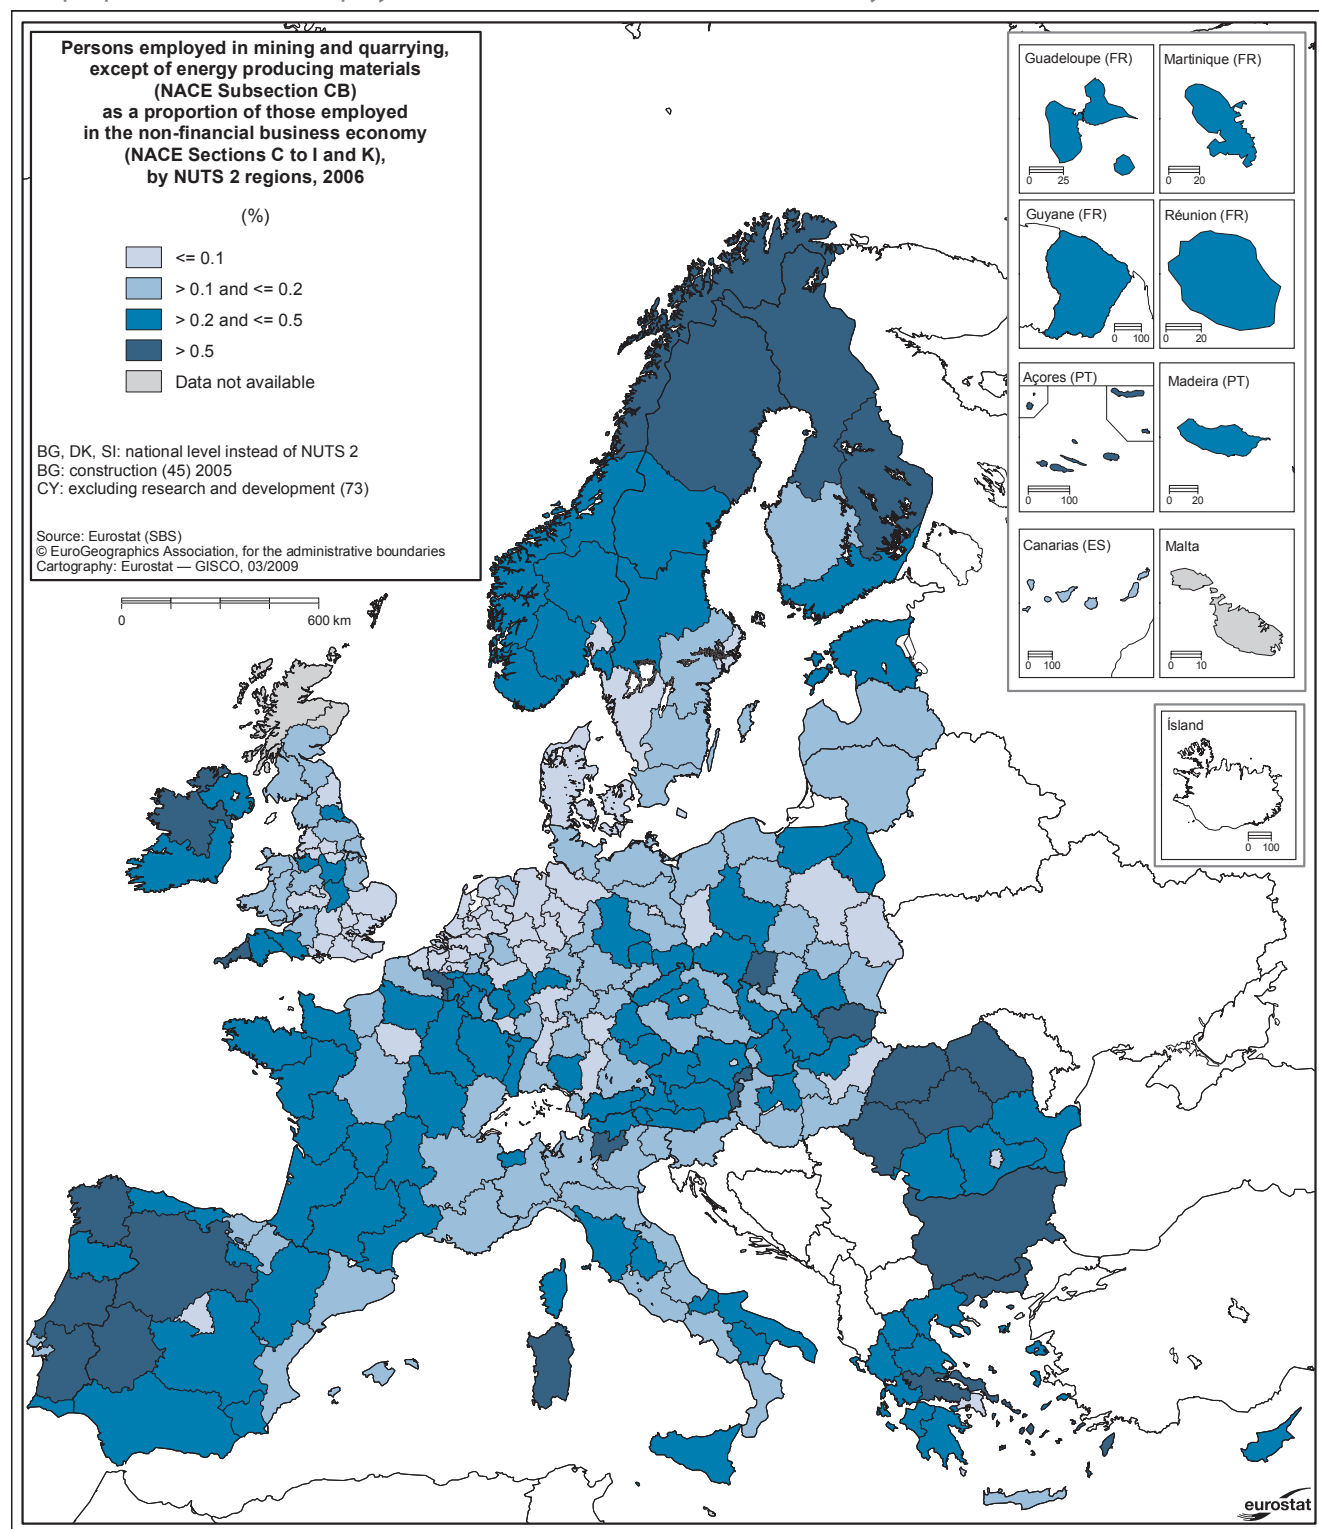 Persons employed in mining and quarrying,
except of energy producing materials
(NACE Subsection CB)
as a proportion of those employed
in the non-financial business economy
(NACE Sections C to I and K),
by NUTS 2 regions, 2006
(%)
<= 0.1
> 0.1 and <= 0.2
> 0.2 and <= 0.5
> 0.5
Data not available
BG, DK, SI: national level instead of NUTS 2
BG: construction (45) 2005
CY: excluding research and development (73)
Source: Eurostat (SBS)
© EuroGeographics Association, for the administrative boundaries
Cartography: Eurostat — GISCO, 03/2009
0 600 km
Guadeloupe (FR)
0 25
Martinique (FR)
0 20
Guyane (FR)
0 100
Réunion (FR)
0 20
Açores (PT)
0 100
Madeira (PT)
0 20
Canarias (ES)
0 100
Malta
0 10
Ísland
0 100
eurostat